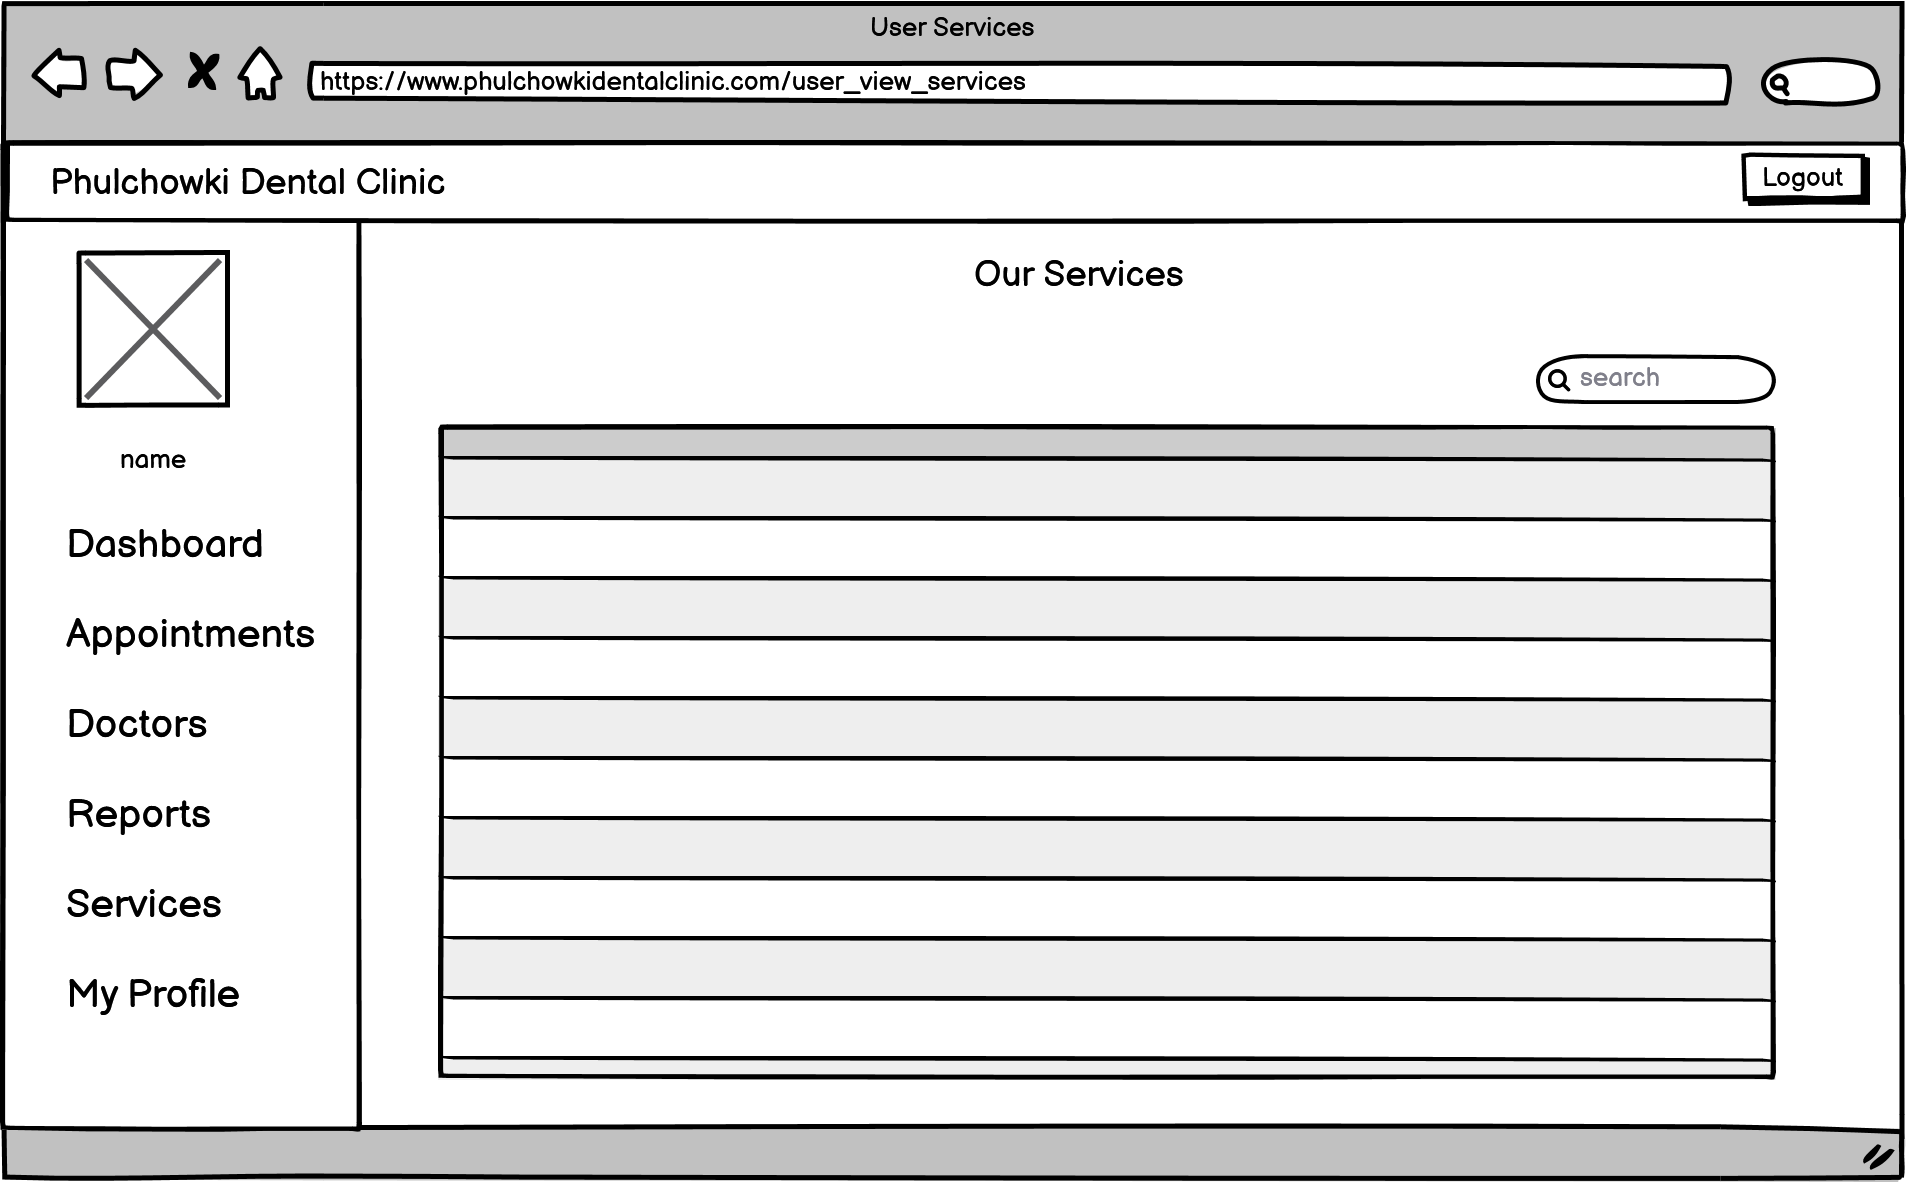 User Services
https://www.phulchowkidentalclinic.com/user_view_services
Phulchowki Dental Clinic
Logout
Our Services
search
name
Dashboard
Appointments
Doctors
Reports
Services
My Profile